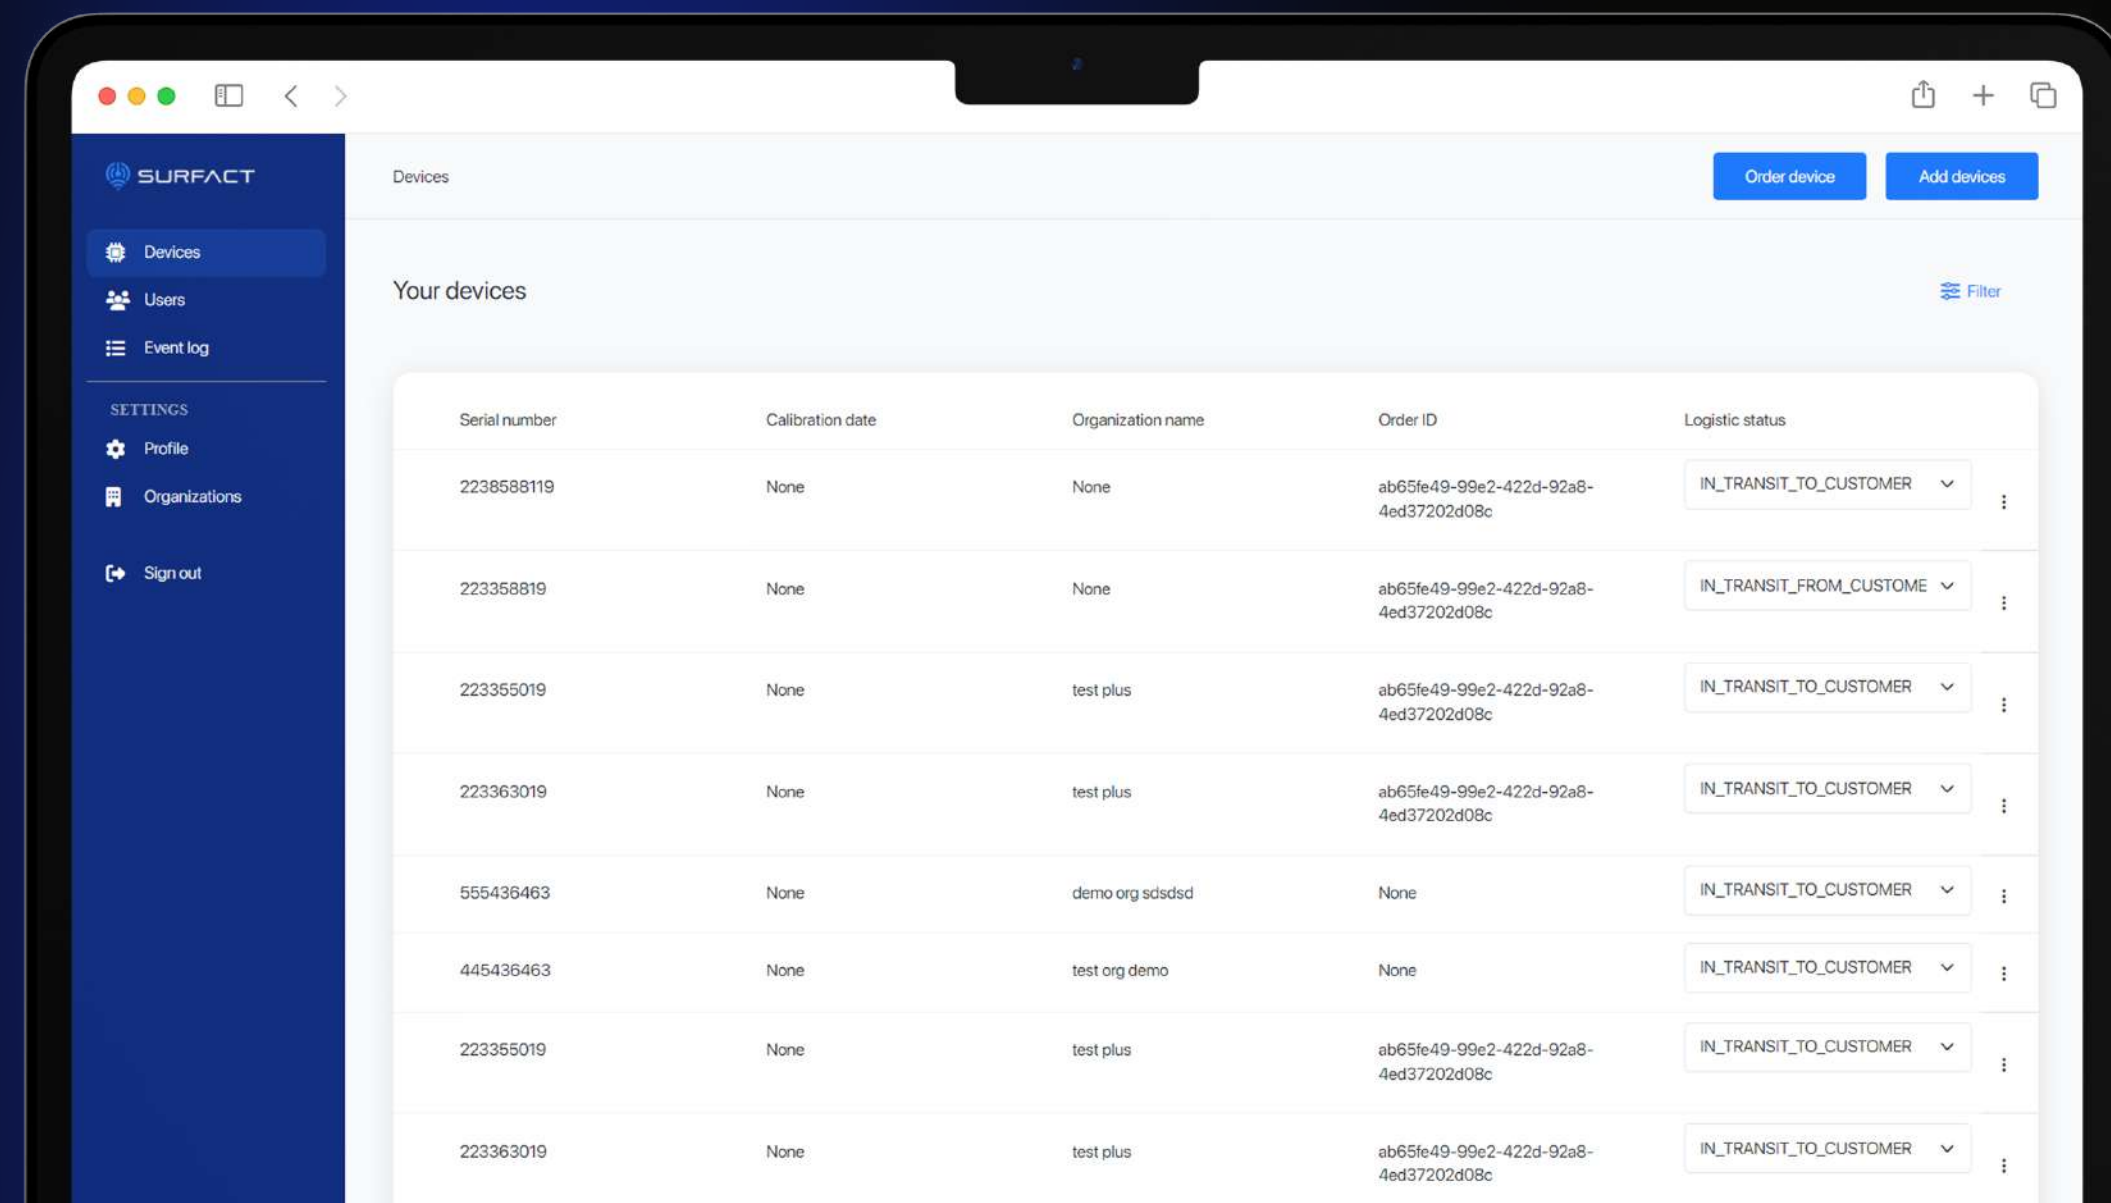 SURFACT
Devices
Users
Event log
SETTINGS
Profile
Organizations
Sign out
Devices
Order device
Add devices
Your devices
Filter
Serial number Calibration date Organization name Order ID Logistic status
2238588119 None None ab65fe49-99e2-422d-92a8- IN_TRANSIT_TO_CUSTOMER
4ed37202d08c
223358819 None None ab65fe49-99e2-422d-92a8- IN_TRANSIT_FROM_CUSTOME
4ed37202d08c
223355019 None test plus ab65fe49-99e2-422d-92a8- IN_TRANSIT_TO_CUSTOMER
4ed37202d08c
223363019 None test plus ab65fe49-99e2-422d-92a8- IN_TRANSIT_TO_CUSTOMER
4ed37202d08c
555436463 None demo org sdsdsd None IN_TRANSIT_TO_CUSTOMER
445436463 None test org demo None IN_TRANSIT_TO_CUSTOMER
223355019 None test plus ab65fe49-99e2-422d-92a8- IN_TRANSIT_TO_CUSTOMER
4ed37202d08c
223363019 None test plus ab65fe49-99e2-422d-92a8- IN_TRANSIT_TO_CUSTOMER
4ed37202d08c